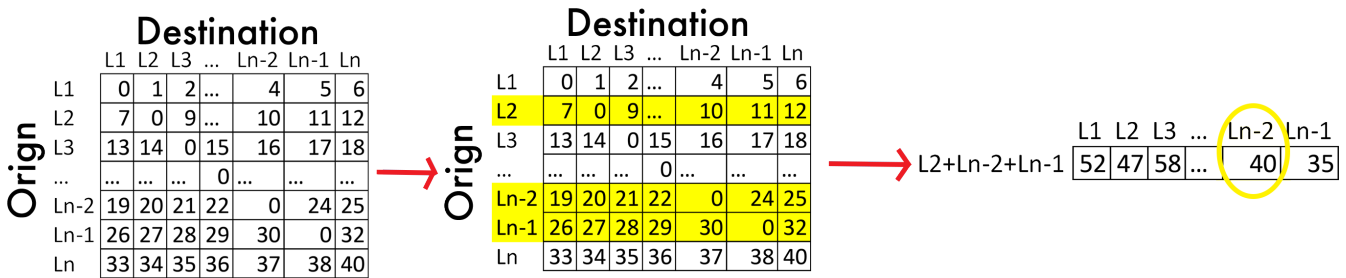 Destination
L1 L2 L3 ... Ln-2 Ln-1 Ln
Orign
L1 0 1 2 ... 4 5 6
L2 7 0 9 ... 10 11 12
L3 13 14 0 15 16 17 18
... ... ... 0 ... ... ...
Ln-2 19 20 21 22 0 24 25
Ln-1 26 27 28 29 30 0 32
Ln 33 34 35 36 37 38 40
Destination
L1 L2 L3 ... Ln-2 Ln-1 Ln
Orign
L1 0 1 2 ... 4 5 6
L2 7 0 9 ... 10 11 12
L3 13 14 0 15 16 17 18
... ... ... 0 ... ... ...
Ln-2 19 20 21 22 0 24 25
Ln-1 26 27 28 29 30 0 32
Ln 33 34 35 36 37 38 40
L1 L2 L3 ... Ln-2 Ln-1
L2+Ln-2+Ln-1 52 47 58 ... 40 35